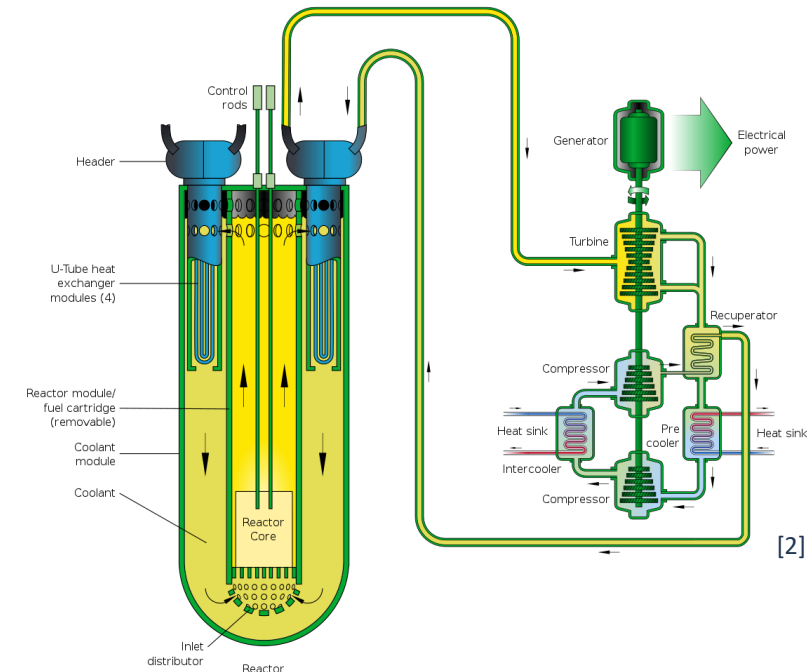 Control
rods
Header
U-Tube heat
exchanger
modules (4)
Reactor module/
fuel cartridge
(removable)
Coolant
module
Coolant
Reactor
Core
Inlet
distributor
Reactor
Generator
Electrical
power
Turbine
Recuperator
Compressor
Heat sink
Pre
cooler
Heat sink
Intercooler
Compressor
[2]